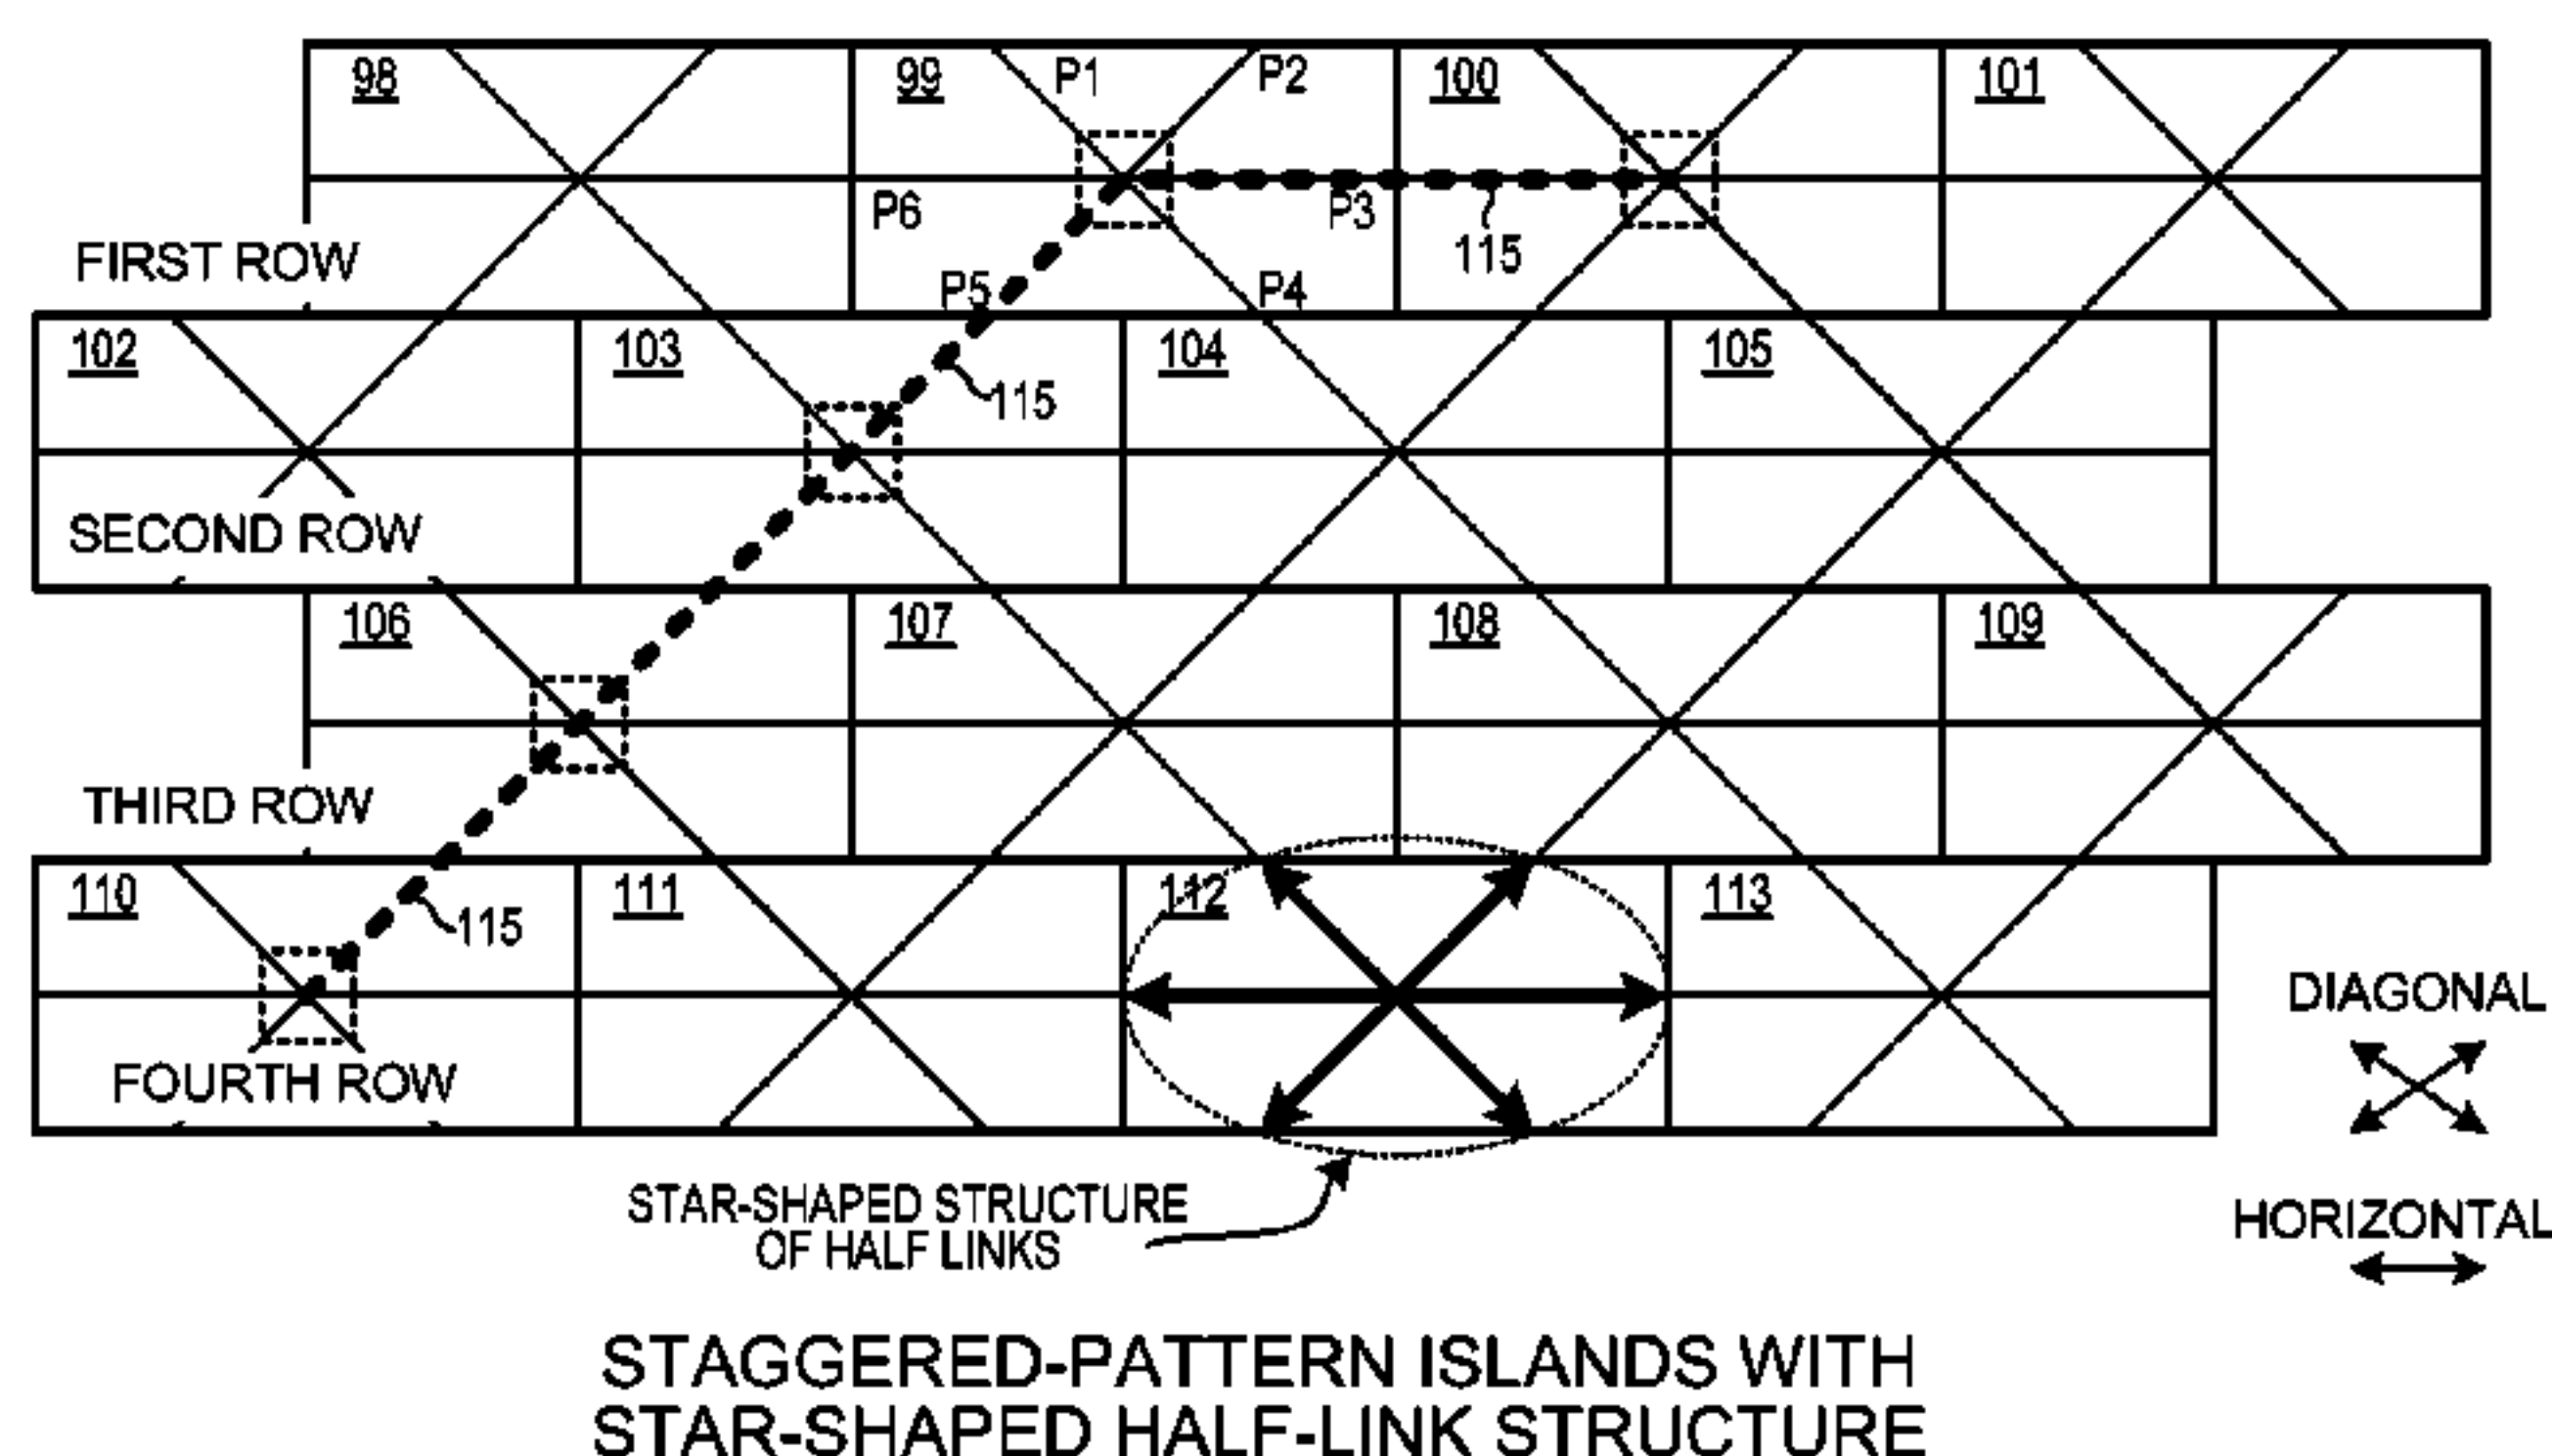 98
99
P1
P2
100
101
P6
P3
115
FIRST ROW
P5
P4
102
103
104
105
115
SECOND ROW
106
107
108
109
THIRD ROW
110
111
112
113
115
FOURTH ROW
DIAGONAL
STAR-SHAPED STRUCTURE
OF HALF LINKS
HORIZONTAL
STAGGERED-PATTERN ISLANDS WITH
STAR-SHAPED HALF-LINK STRUCTURE